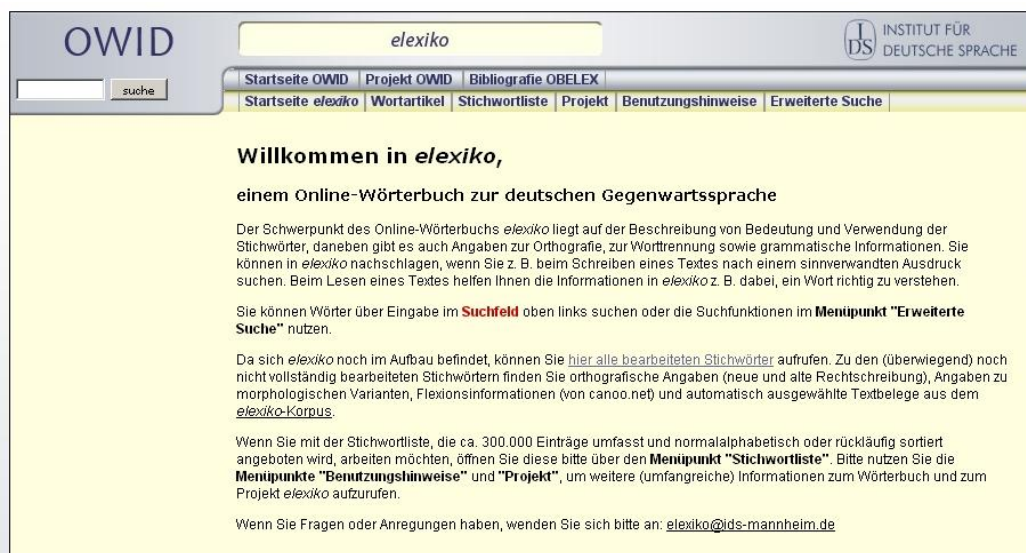 OWID
elexiko
INSTITUT FÜR
DEUTSCHE SPRACHE
IDS
suche
Startseite OWID | Projekt OWID | Bibliografie OBELEX
Startseite elexiko | Wortartikel | Stichwortliste | Projekt | Benutzungshinweise | Erweiterte Suche
Willkommen in elexiko,
einem Online-Wörterbuch zur deutschen Gegenwartssprache
Der Schwerpunkt des Online-Wörterbuchs elexiko liegt auf der Beschreibung von Bedeutung und Verwendung der
Stichwörter, daneben gibt es auch Angaben zur Orthografie, zur Worttrennung sowie grammatische Informationen. Sie
können in elexiko nachschlagen, wenn Sie z. B. beim Schreiben eines Textes nach einem sinnverwandten Ausdruck
suchen. Beim Lesen eines Textes helfen Ihnen die Informationen in elexiko z. B. dabei, ein Wort richtig zu verstehen.
Sie können Wörter über Eingabe im Suchfeld oben links suchen oder die Suchfunktionen im Menüpunkt "Erweiterte
Suche" nutzen.
Da sich elexiko noch im Aufbau befindet, können Sie hier alle bearbeiteten Stichwörter aufrufen. Zu den (überwiegend) noch
nicht vollständig bearbeiteten Stichwörtern finden Sie orthografische Angaben (neue und alte Rechtschreibung), Angaben zu
morphologischen Varianten, Flexionsinformationen (von canoo.net) und automatisch ausgewählte Textbelege aus dem
elexiko-Korpus.
Wenn Sie mit der Stichwortliste, die ca. 300.000 Einträge umfasst und normalalphabetisch oder rückläufig sortiert
angeboten wird, arbeiten möchten, öffnen Sie diese bitte über den Menüpunkt "Stichwortliste". Bitte nutzen Sie die
Menüpunkte "Benutzungshinweise" und "Projekt", um weitere (umfangreiche) Informationen zum Wörterbuch und zum
Projekt elexiko aufzurufen.
Wenn Sie Fragen oder Anregungen haben, wenden Sie sich bitte an: elexiko@ids-mannheim.de